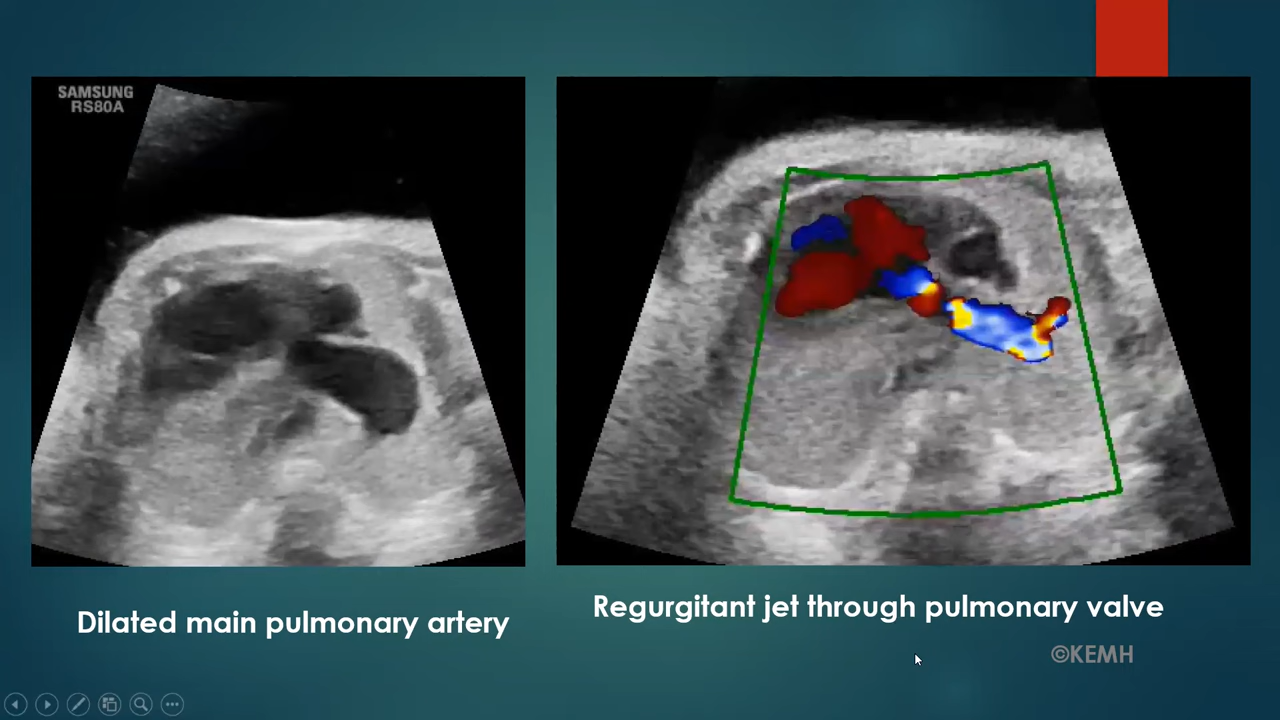 SAMSUNG
RS80A
Dilated main pulmonary artery
Regurgitant jet through pulmonary valve
©KEMH